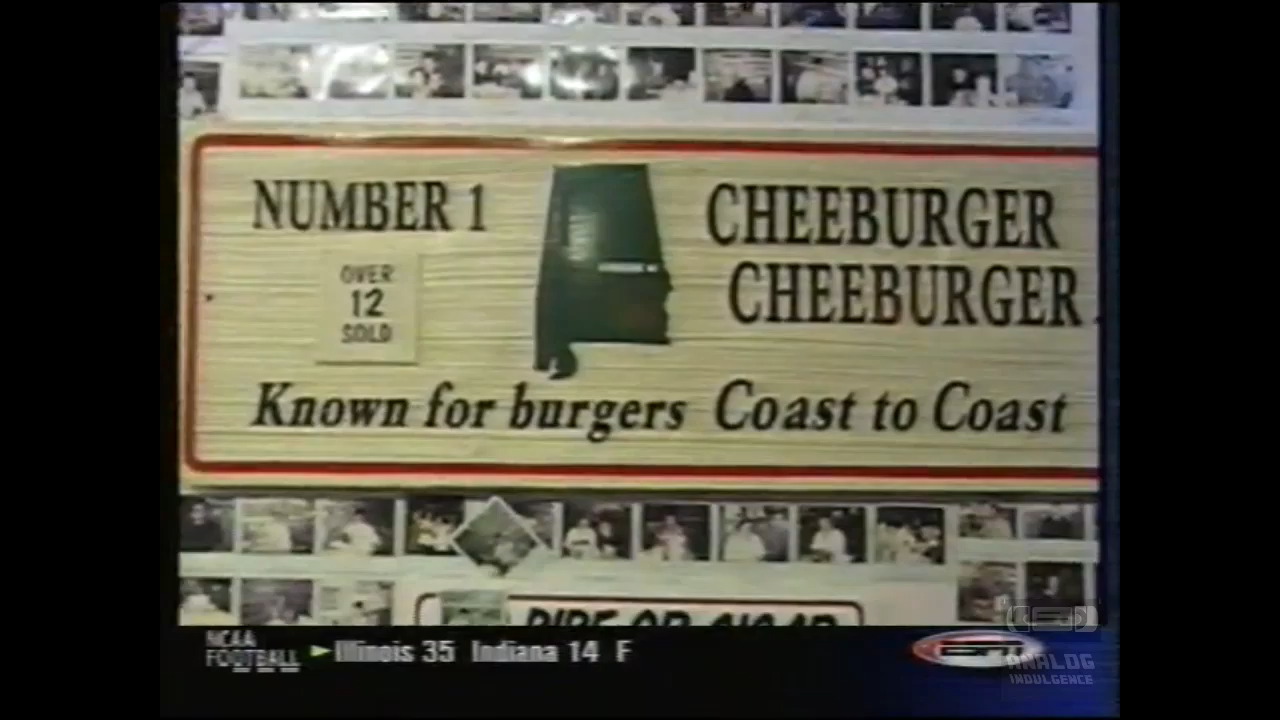 NUMBER 1
OVER
12
SOLD
CHEEBURGER
CHEEBURGER
Known for burgers Coast to Coast
NCAA
FOOTBALL
Illinois 35 Indiana 14 F
ESPN
ANALOG
INDULGENCE